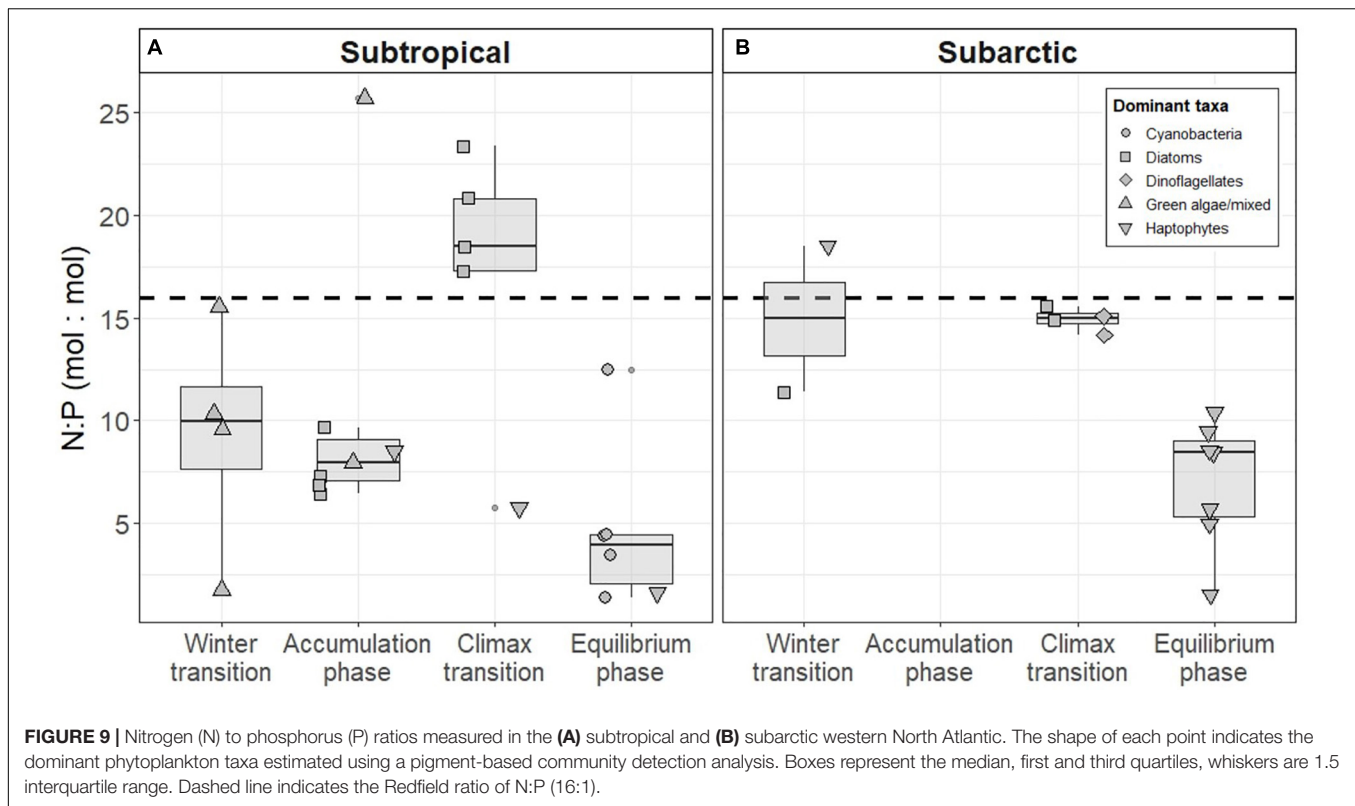 A
Subtropical
B
Subarctic
N:P (mol : mol)
25
20
15
10
5
Dominant taxa
Cyanobacteria
Diatoms
Dinoflagellates
Green algae/mixed
Haptophytes
Winter
transition
Accumulation
phase
Climax
transition
Equilibrium
phase
Winter
transition
Accumulation
phase
Climax
transition
Equilibrium
phase
FIGURE 9 | Nitrogen (N) to phosphorus (P) ratios measured in the (A) subtropical and (B) subarctic western North Atlantic. The shape of each point indicates the
dominant phytoplankton taxa estimated using a pigment-based community detection analysis. Boxes represent the median, first and third quartiles, whiskers are 1.5
interquartile range. Dashed line indicates the Redfield ratio of N:P (16:1).